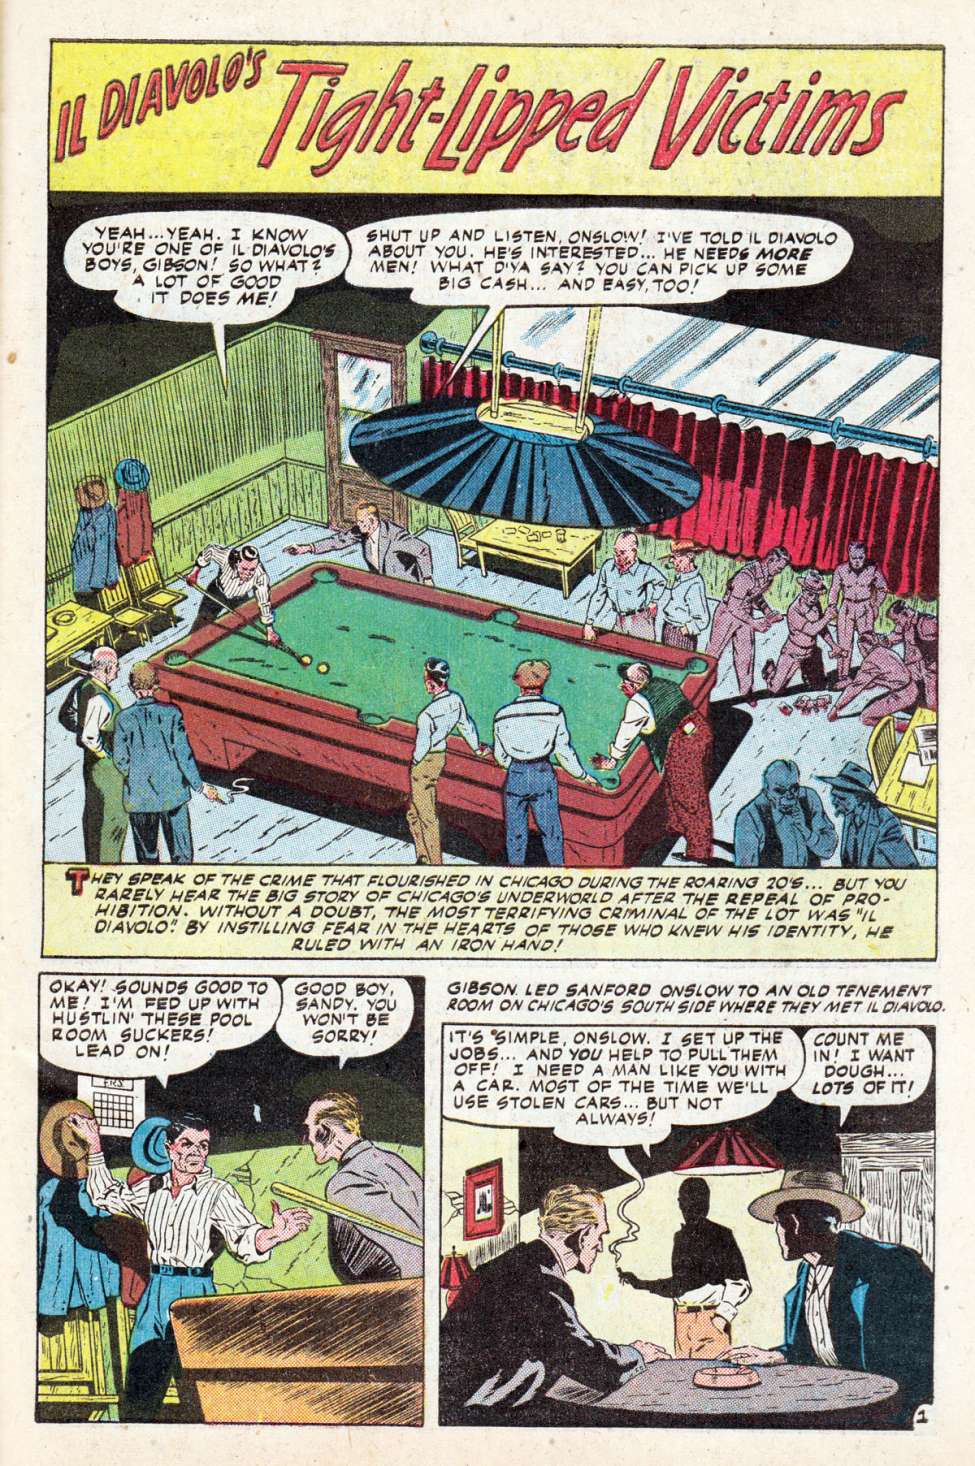 IL DIAVOLO'S
Tight-Lipped Victims
YEAH...YEAH. I KNOW
YOU'RE ONE OF IL DIAVOLO'S
BOYS, GIBSON! SO WHAT?
A LOT OF GOOD
IT DOES ME!
SHUT UP AND LISTEN, ONSLOW! I'VE TOLD IL DIAVOLO
ABOUT YOU. HE'S INTERESTED... HE NEEDS MORE
MEN! WHAT D'YA SAY? YOU CAN PICK UP SOME
BIG CASH... AND EASY, TOO!
THEY SPEAK OF THE CRIME THAT FLOURISHED IN CHICAGO DURING THE ROARING 20'S... BUT YOU
RARELY HEAR THE BIG STORY OF CHICAGO'S UNDERWORLD AFTER THE REPEAL OF PRO-
HIBITION. WITHOUT A DOUBT, THE MOST TERRIFYING CRIMINAL OF THE LOT WAS "IL
DIAVOLO." BY INSTILLING FEAR IN THE HEARTS OF THOSE WHO KNEW HIS IDENTITY, HE
RULED WITH AN IRON HAND!
OKAY! SOUNDS GOOD TO
ME! I'M FED UP WITH
HUSTLIN' THESE POOL
ROOM SUCKERS!
LEAD ON!
GOOD BOY,
SANDY. YOU
WON'T BE
SORRY!
GIBSON LED SANFORD ONSLOW TO AN OLD TENEMENT
ROOM ON CHICAGO'S SOUTH SIDE WHERE THEY MET IL DIAVOLO.
IT'S SIMPLE, ONSLOW. I SET UP THE
JOBS... AND YOU HELP TO PULL THEM
OFF! I NEED A MAN LIKE YOU WITH
A CAR. MOST OF THE TIME WE'LL
USE STOLEN CARS... BUT NOT
ALWAYS!
COUNT ME
IN! I WANT
DOUGH...
LOTS OF IT!
1